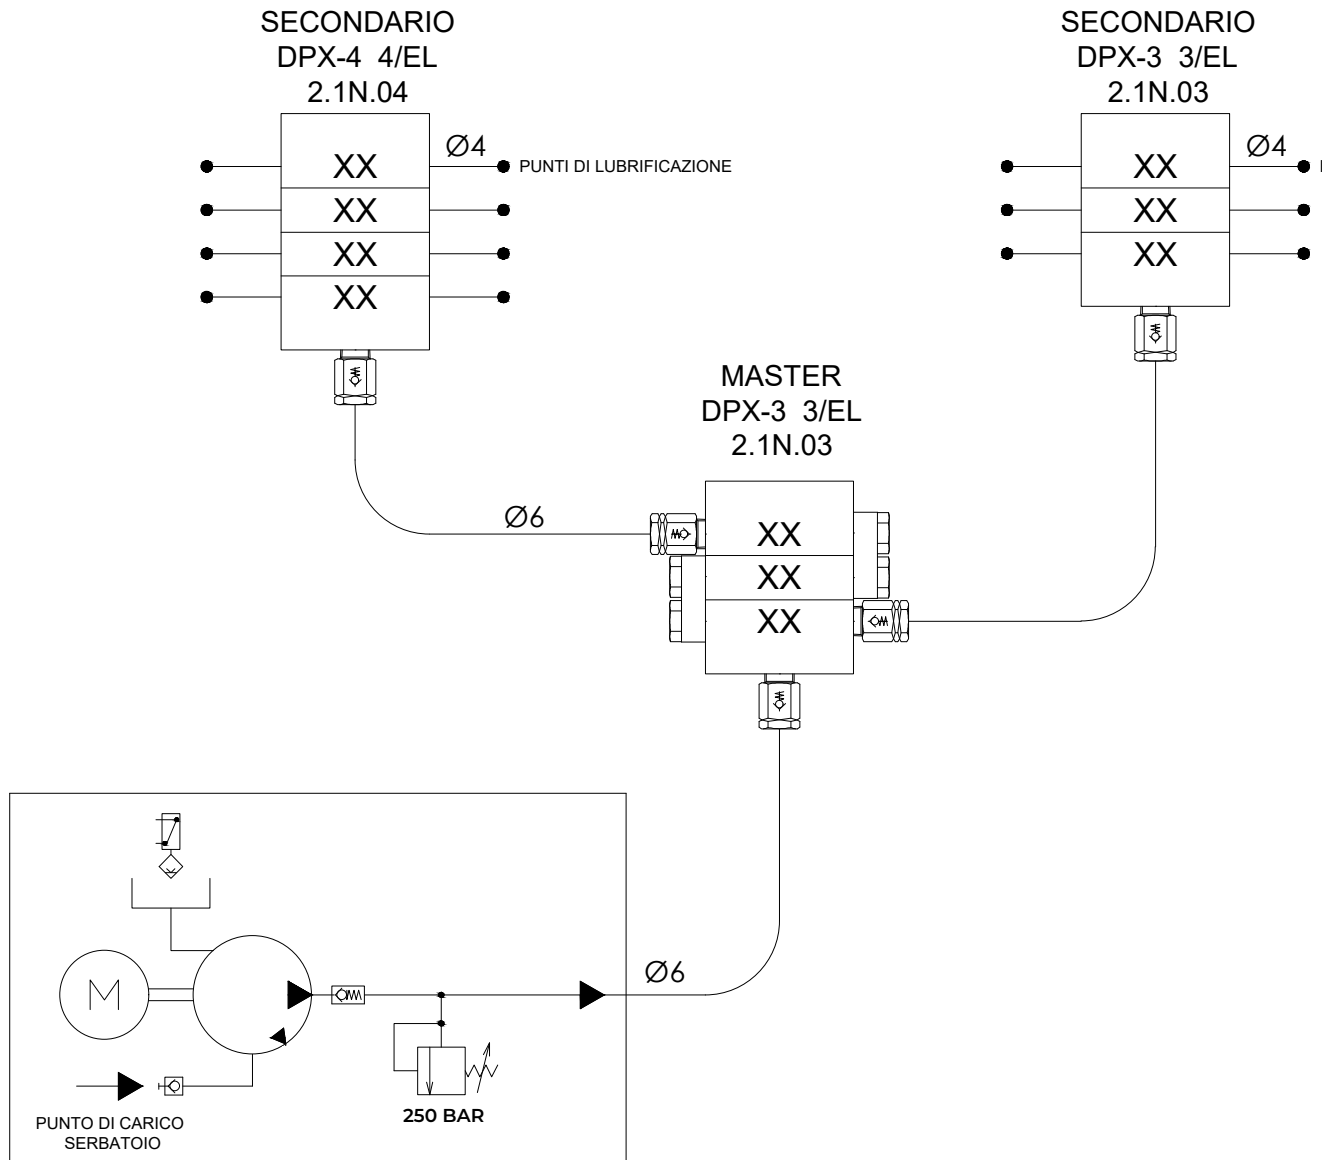 SECONDARIO
DPX-4 4/EL
2.1N.04
XX
XX
XX
XX
Ø4
PUNTI DI LUBRIFICAZIONE
SECONDARIO
DPX-3 3/EL
2.1N.03
XX
XX
XX
Ø4
MASTER
DPX-3 3/EL
2.1N.03
XX
XX
XX
Ø6
Ø6
M
250 BAR
PUNTO DI CARICO
SERBATOIO